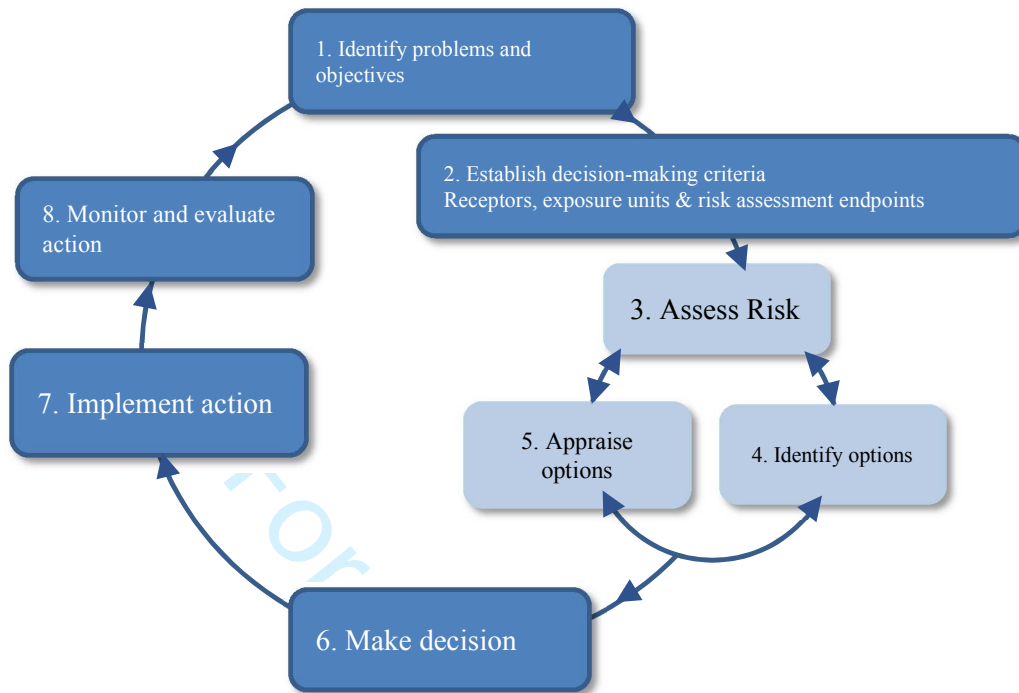 1. Identify problems and
objectives
2. Establish decision-making criteria
Receptors, exposure units & risk assessment endpoints
3. Assess Risk
4. Identify options
5. Appraise
options
6. Make decision
7. Implement action
8. Monitor and evaluate
action